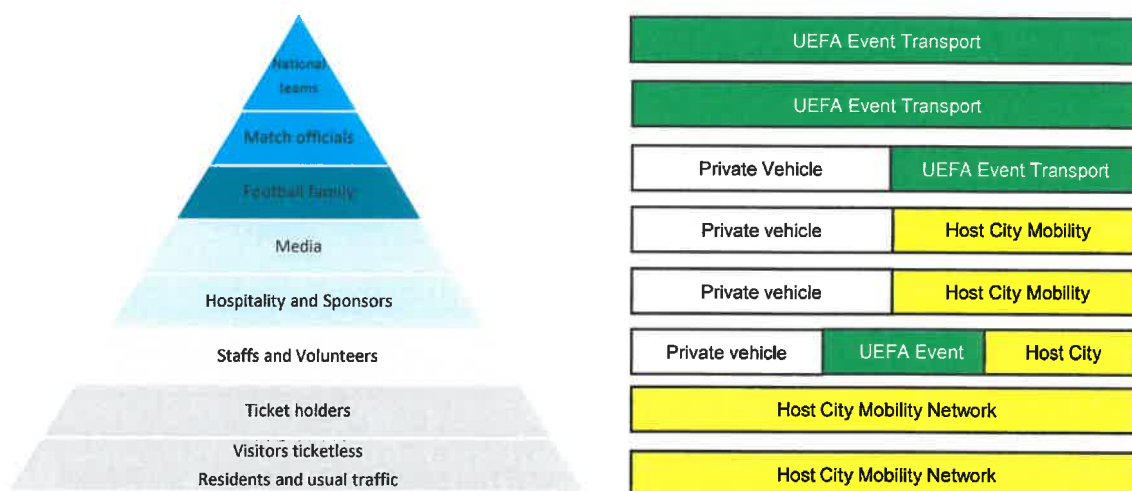 National
teams
UEFA Event Transport
Match officials
UEFA Event Transport
Football family
Private Vehicle
UEFA Event Transport
Media
Private vehicle
Host City Mobility
Hospitality and Sponsors
Private vehicle
Host City Mobility
Staffs and Volunteers
Private vehicle
UEFA Event
Host City
Ticket holders
Host City Mobility Network
Visitors ticketless
Residents and usual traffic
Host City Mobility Network